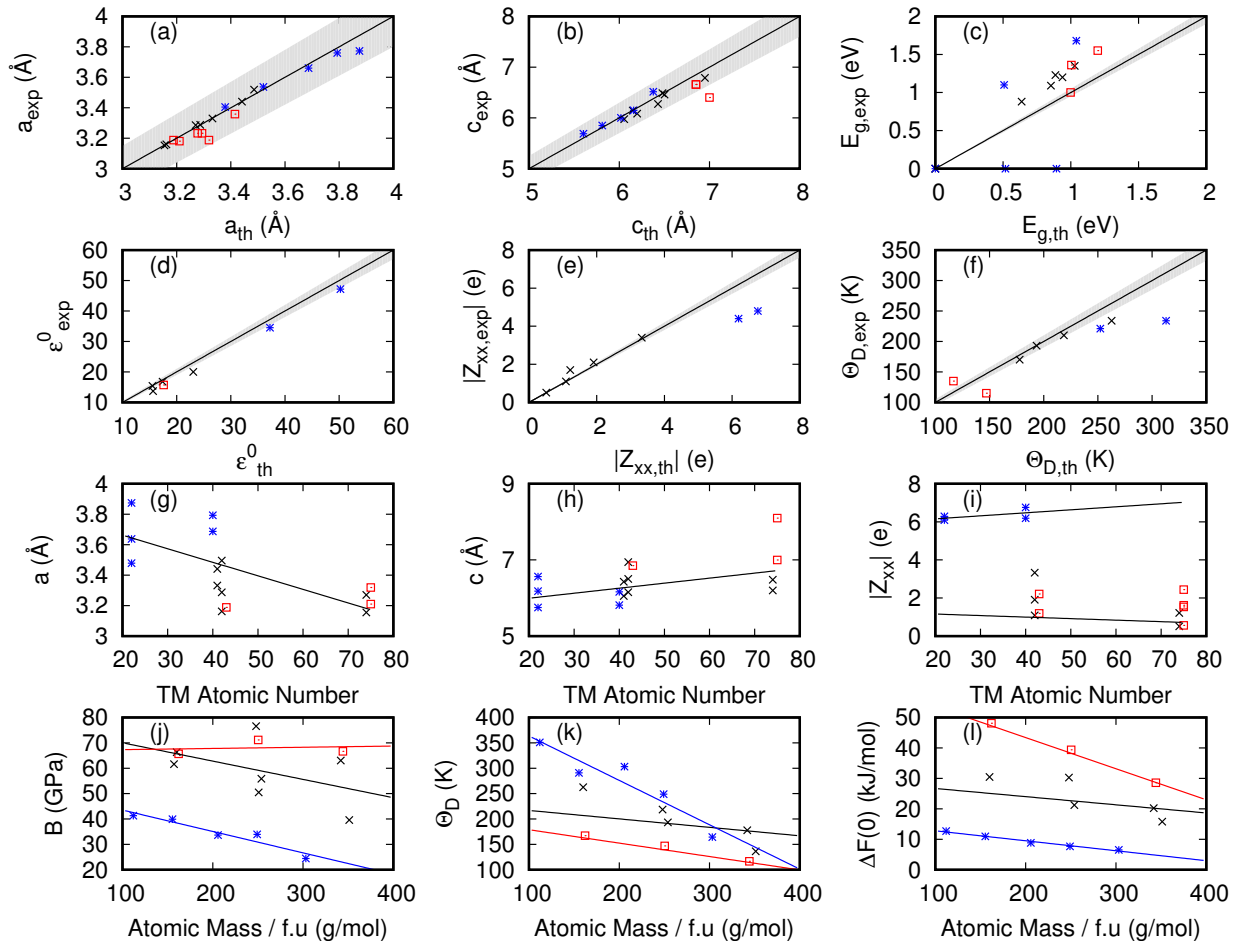 (a)
a_exp (Å)
4
3.8
3.6
3.4
3.2
3
3 3.2 3.4 3.6 3.8 4
a_th (Å)
(b)
c_exp (Å)
8
7
6
5
5 6 7 8
c_th (Å)
(c)
E_g,exp (eV)
2
1.5
1
0.5
0
0 0.5 1 1.5 2
E_g,th (eV)
(d)
ε^0_exp
60
50
40
30
20
10
10 20 30 40 50 60
ε^0_th
(e)
|Z_xx,exp| (e)
8
6
4
2
0
0 2 4 6 8
|Z_xx,th| (e)
(f)
Θ_D,exp (K)
350
300
250
200
150
100
100 150 200 250 300 350
Θ_D,th (K)
(g)
a (Å)
4
3.8
3.6
3.4
3.2
3
20 30 40 50 60 70 80
TM Atomic Number
(h)
c (Å)
9
7
5
20 30 40 50 60 70 80
TM Atomic Number
(i)
|Z_xx| (e)
8
6
4
2
0
20 30 40 50 60 70 80
TM Atomic Number
(j)
B (GPa)
80
70
60
50
40
30
20
100 200 300 400
Atomic Mass / f.u (g/mol)
(k)
Θ_D (K)
400
350
300
250
200
150
100
100 200 300 400
Atomic Mass / f.u (g/mol)
(l)
ΔF(0) (kJ/mol)
50
40
30
20
10
0
100 200 300 400
Atomic Mass / f.u (g/mol)